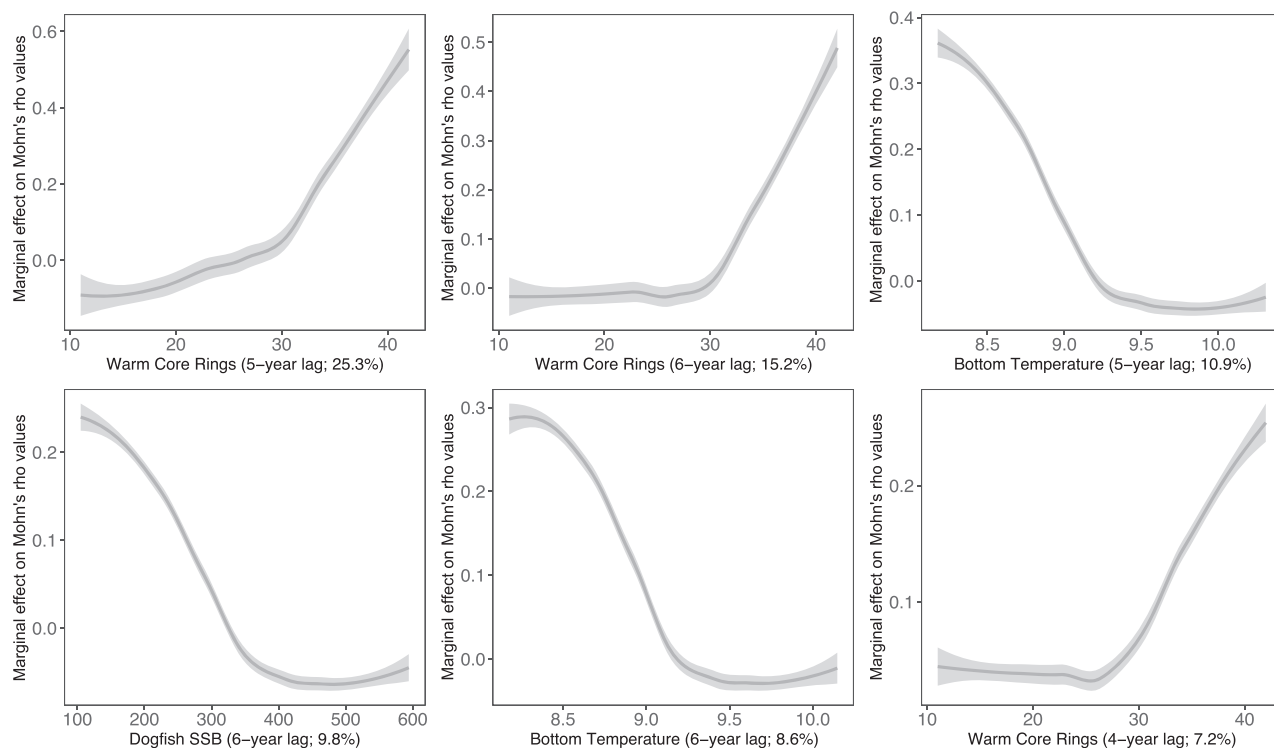 Marginal effect on Mohn's rho values
0.6
0.4
0.2
0.0
10 20 30 40
Warm Core Rings (5−year lag; 25.3%)
Marginal effect on Mohn's rho values
0.5
0.4
0.3
0.2
0.1
0.0
20 30 40
10
Warm Core Rings (6−year lag; 15.2%)
Marginal effect on Mohn's rho values
0.4
0.3
0.2
0.1
0.0
8.5 9.0 9.5 10.0
Bottom Temperature (5−year lag; 10.9%)
Marginal effect on Mohn's rho values
0.2
0.1
0.0
100 200 300 400 500 600
Dogfish SSB (6−year lag; 9.8%)
Marginal effect on Mohn's rho values
0.3
0.2
0.1
0.0
8.5 9.0 9.5 10.0
Bottom Temperature (6−year lag; 8.6%)
Marginal effect on Mohn's rho values
0.2
0.1
10 20 30 40
Warm Core Rings (4−year lag; 7.2%)